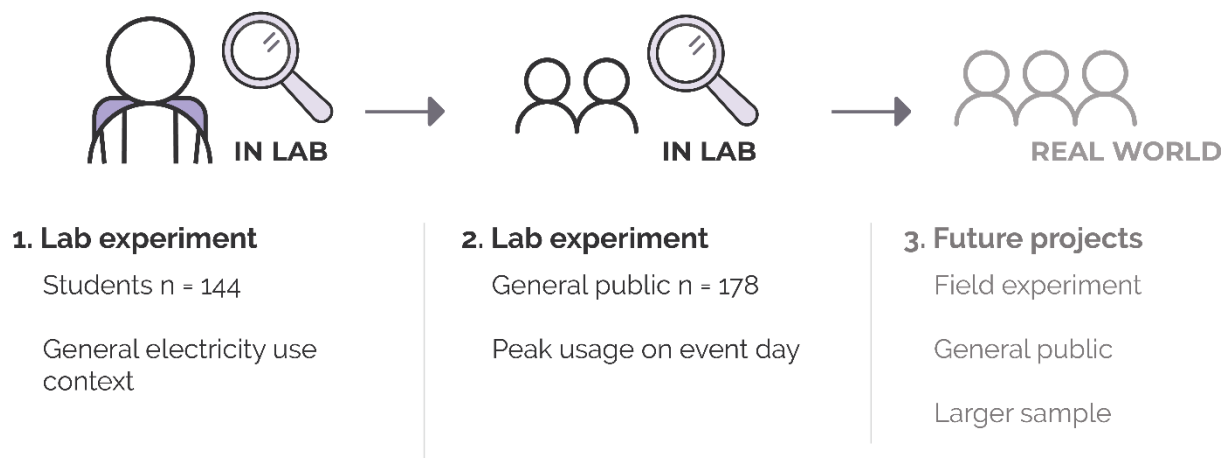 IN LAB
IN LAB
REAL WORLD
1. Lab experiment
Students n = 144
General electricity use
context
2. Lab experiment
General public n = 178
Peak usage on event day
3. Future projects
Field experiment
General public
Larger sample